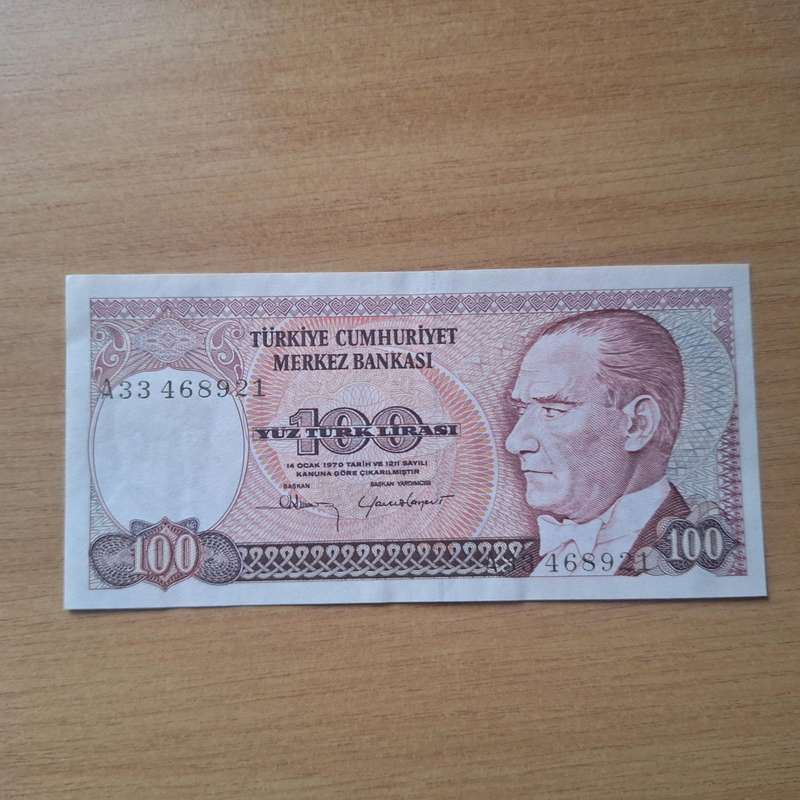 TÜRKİYE CUMHURİYET
MERKEZ BANKASI
A33 468921
100
YÜZ TÜRK LİRASI
14 OCAK 1970 TARİH VE 1211 SAYILI
KANUNA GÖRE ÇIKARILMIŞTIR
BAŞKAN BAŞKAN YARDIMCISI
100
A33 468921
100